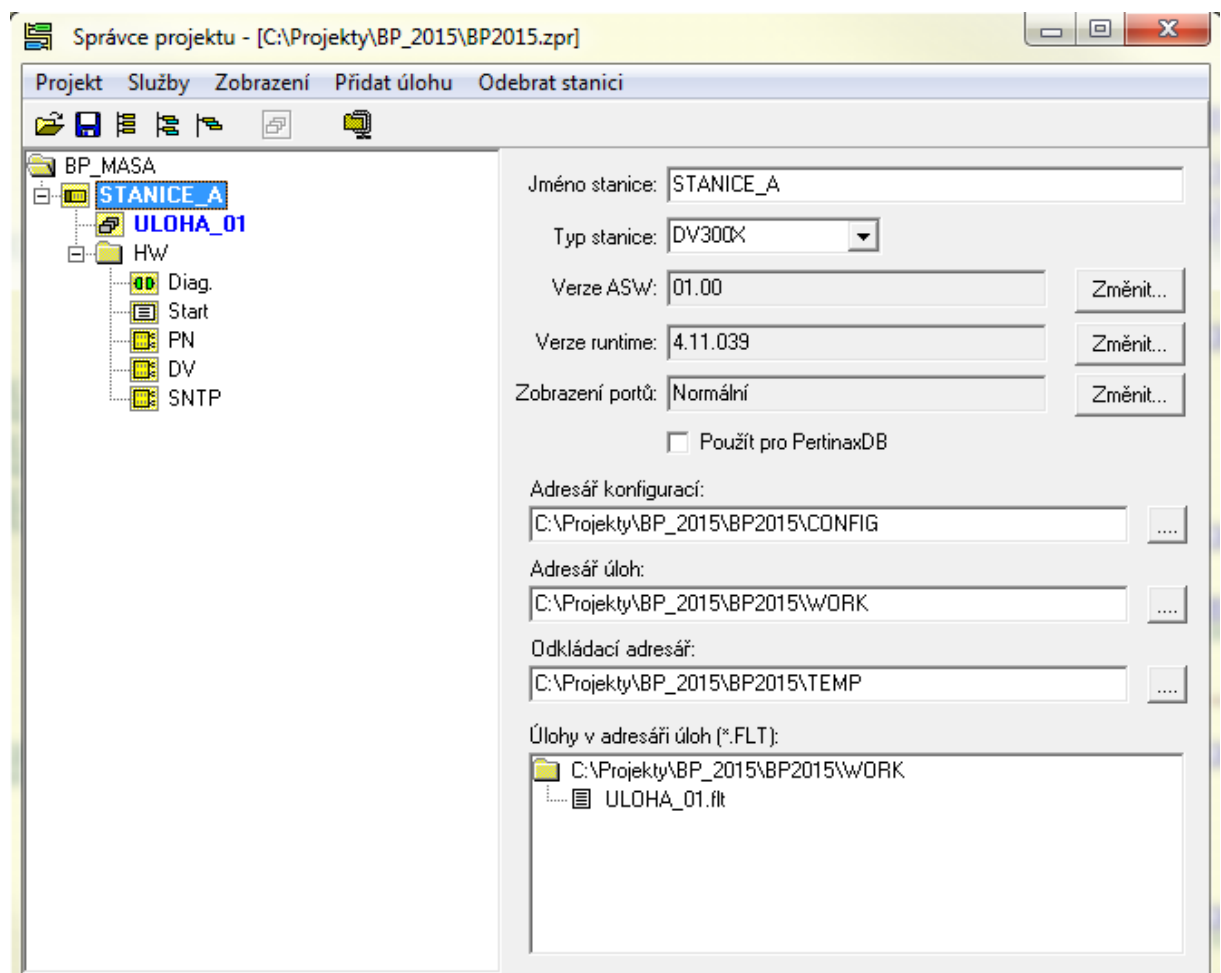 Správce projektu - [C:\Projekty\BP_2015\BP2015.zpr]
Projekt Služby Zobrazení Přidat úlohu Odebrat stanici
BP_MASA
STANICE_A
ULOHA_01
HW
Diag.
Start
PN
DV
SNTP
Jméno stanice: STANICE_A
Typ stanice: DV300X
Verze ASW: 01.00 Změnit...
Verze runtime: 4.11.039 Změnit...
Zobrazení portů: Normální Změnit...
Použít pro PertinaxDB
Adresář konfigurací:
C:\Projekty\BP_2015\BP2015\CONFIG ....
Adresář úloh:
C:\Projekty\BP_2015\BP2015\WORK ....
Odkládací adresář:
C:\Projekty\BP_2015\BP2015\TEMP ....
Úlohy v adresáři úloh (*.FLT):
C:\Projekty\BP_2015\BP2015\WORK
ULOHA_01.flt